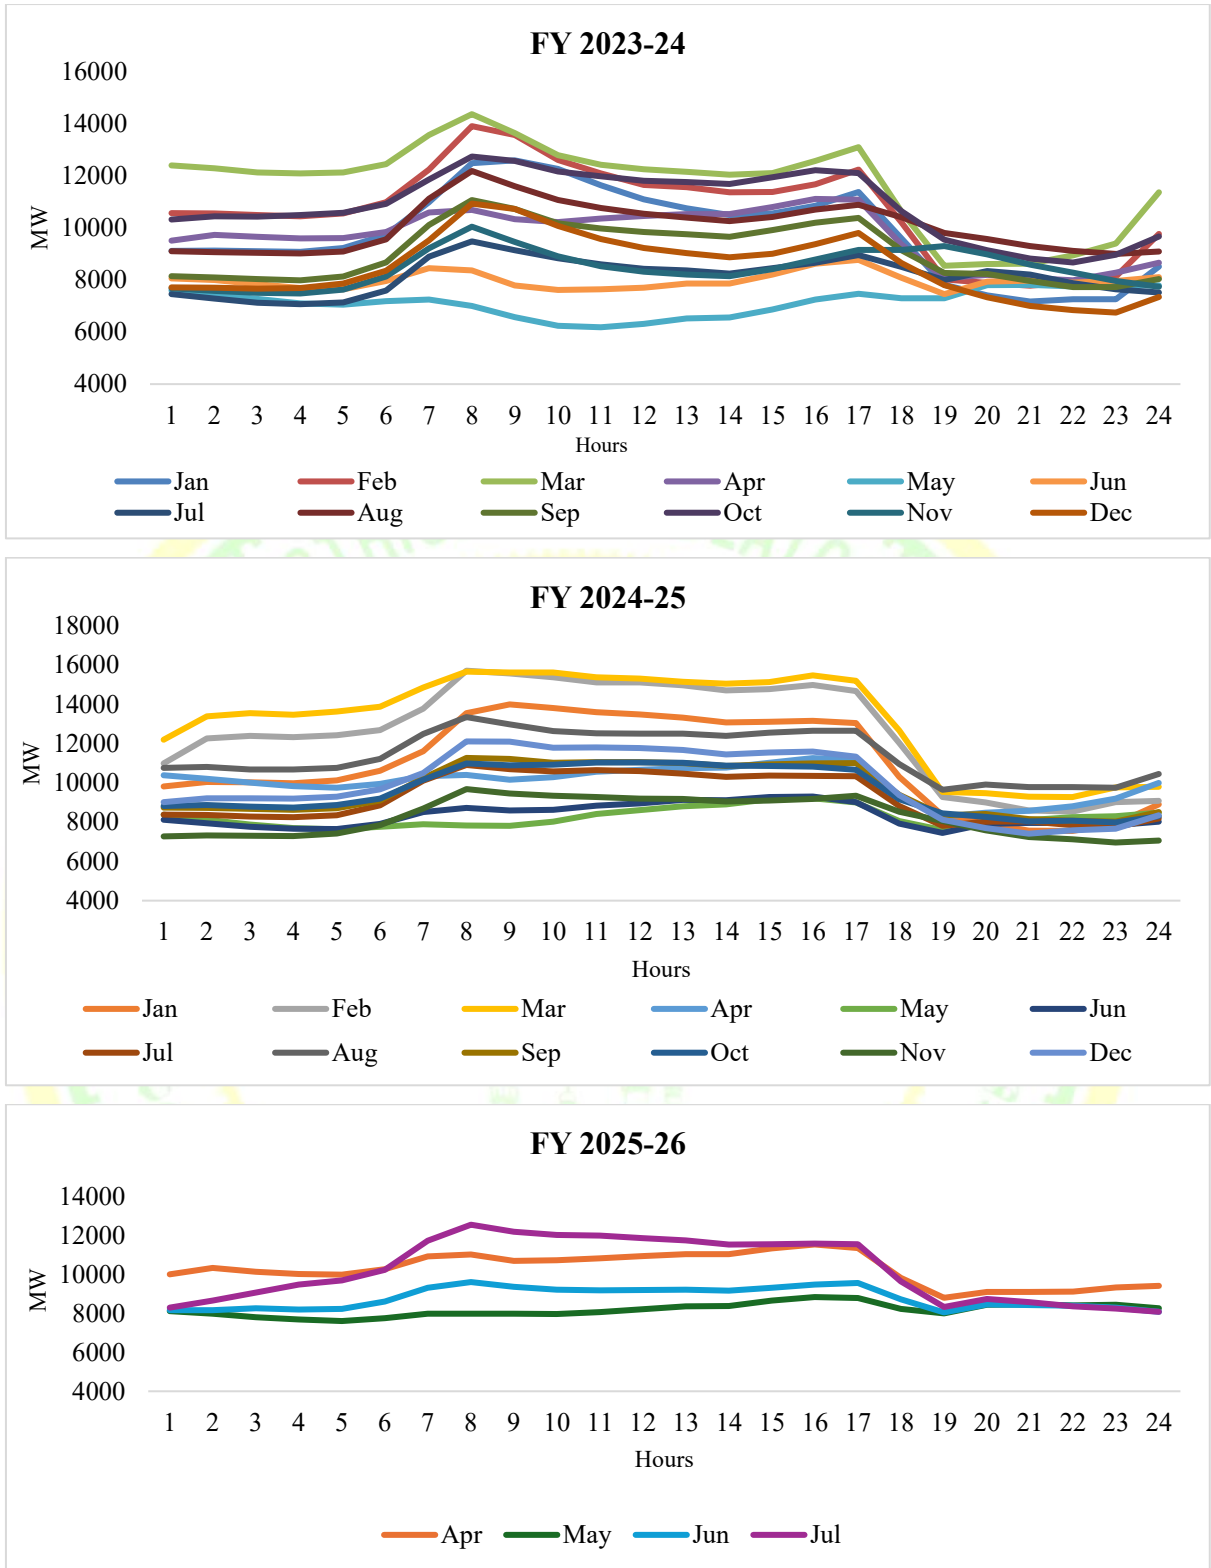 FY 2023-24
16000
14000
12000
10000
8000
6000
4000
MW
1 2 3 4 5 6 7 8 9 10 11 12 13 14 15 16 17 18 19 20 21 22 23 24
Hours
Jan Feb Mar Apr May Jun
Jul Aug Sep Oct Nov Dec
FY 2024-25
18000
16000
14000
12000
10000
8000
6000
4000
MW
1 2 3 4 5 6 7 8 9 10 11 12 13 14 15 16 17 18 19 20 21 22 23 24
Hours
Jan Feb Mar Apr May Jun
Jul Aug Sep Oct Nov Dec
FY 2025-26
14000
12000
10000
8000
6000
4000
MW
1 2 3 4 5 6 7 8 9 10 11 12 13 14 15 16 17 18 19 20 21 22 23 24
Hours
Apr May Jun Jul